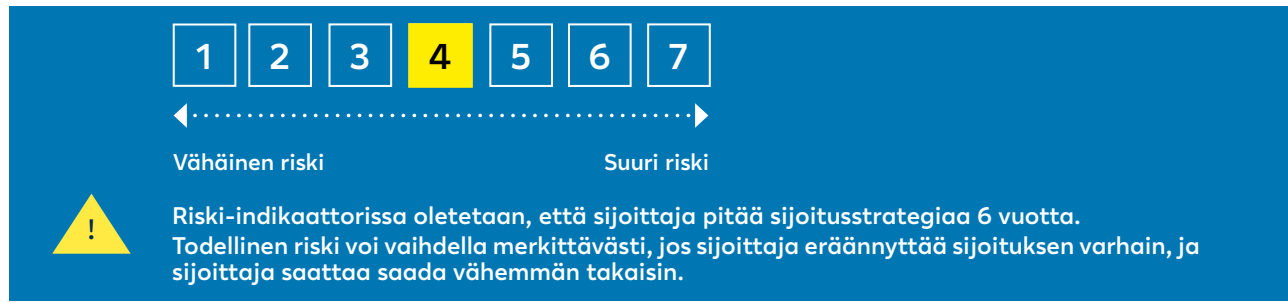 1 2 3 4 5 6 7
Vähäinen riski Suuri riski
!
Riski-indikaattorissa oletetaan, että sijoittaja pitää sijoitusstrategiaa 6 vuotta.
Todellinen riski voi vaihdella merkittävästi, jos sijoittaja eräännyttää sijoituksen varhain, ja
sijoittaja saattaa saada vähemmän takaisin.